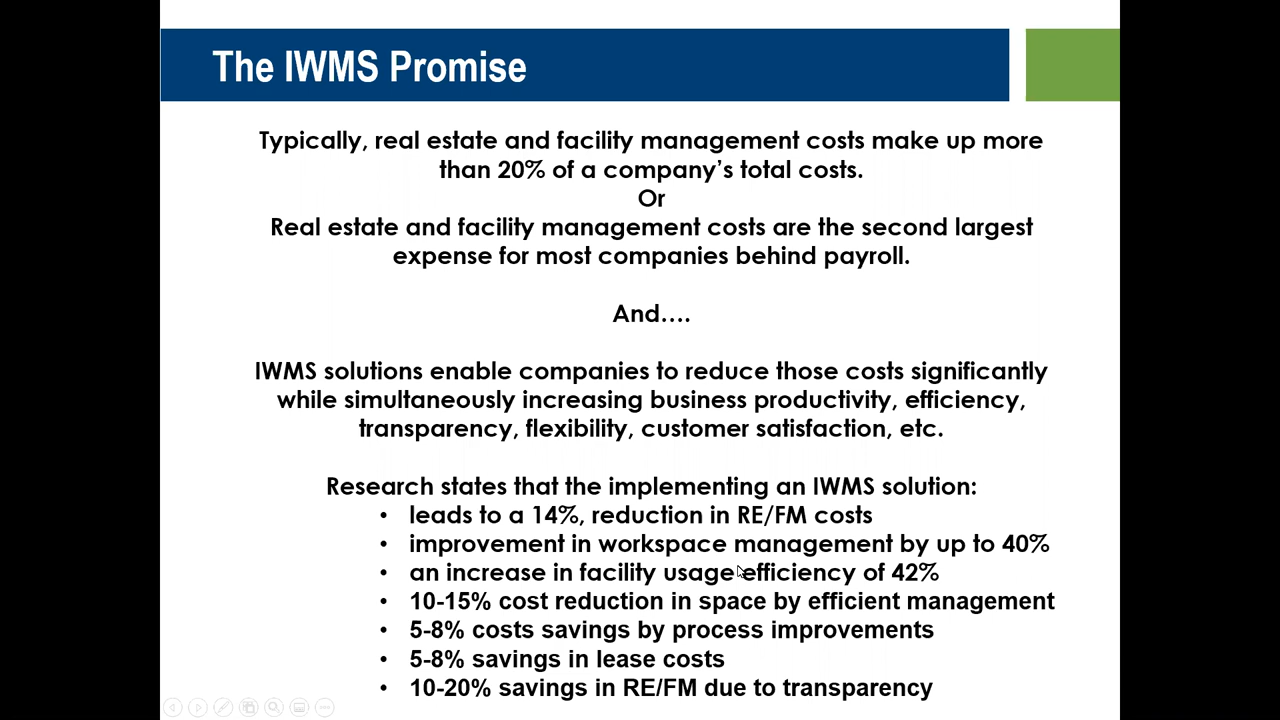 The IWMS Promise
Typically, real estate and facility management costs make up more
than 20% of a company’s total costs.
Or
Real estate and facility management costs are the second largest
expense for most companies behind payroll.
And....
IWMS solutions enable companies to reduce those costs significantly
while simultaneously increasing business productivity, efficiency,
transparency, flexibility, customer satisfaction, etc.
Research states that the implementing an IWMS solution:
• leads to a 14%, reduction in RE/FM costs
• improvement in workspace management by up to 40%
• an increase in facility usage efficiency of 42%
• 10-15% cost reduction in space by efficient management
• 5-8% costs savings by process improvements
• 5-8% savings in lease costs
• 10-20% savings in RE/FM due to transparency